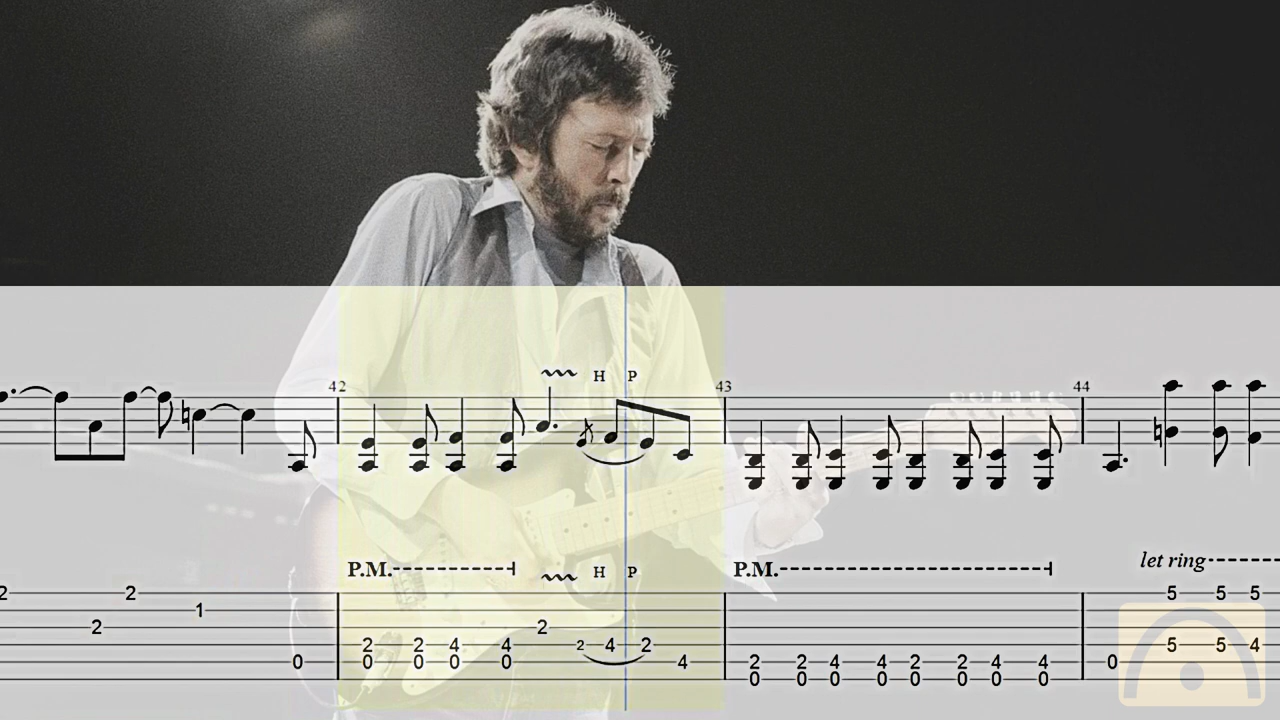 42 43 44
H P
P.M. H P P.M. let ring
2 2 5 5 5
1
2 2
2 2 4 4 2 4 2 5 5 4
0 0 0 0 0 4 2 2 4 4 2 2 4 4 0
0 0 0 0 0 0 0 0